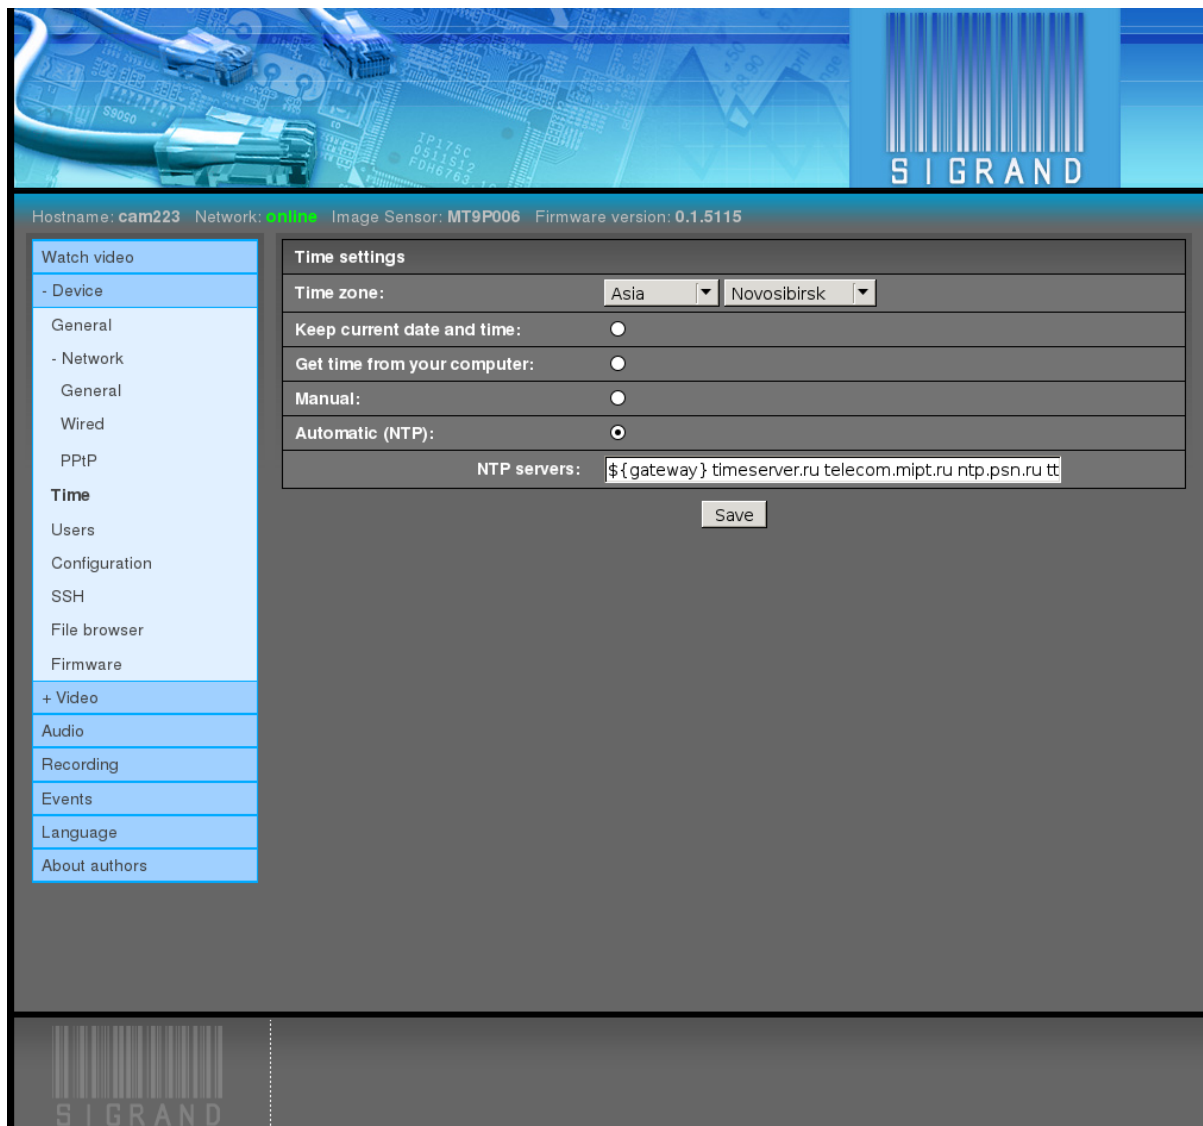 S9050
IP175C
0511S12
SIGRAND
Hostname: cam223 Network: online Image Sensor: MT9P006 Firmware version: 0.1.5115
Watch video
- Device
General
- Network
General
Wired
PPtP
Time
Users
Configuration
SSH
File browser
Firmware
+ Video
Audio
Recording
Events
Language
About authors
Time settings
Time zone: Asia Novosibirsk
Keep current date and time:
Get time from your computer:
Manual:
Automatic (NTP):
NTP servers: ${gateway} timeserver.ru telecom.mipt.ru ntp.psn.ru tt
Save
SIGRAND